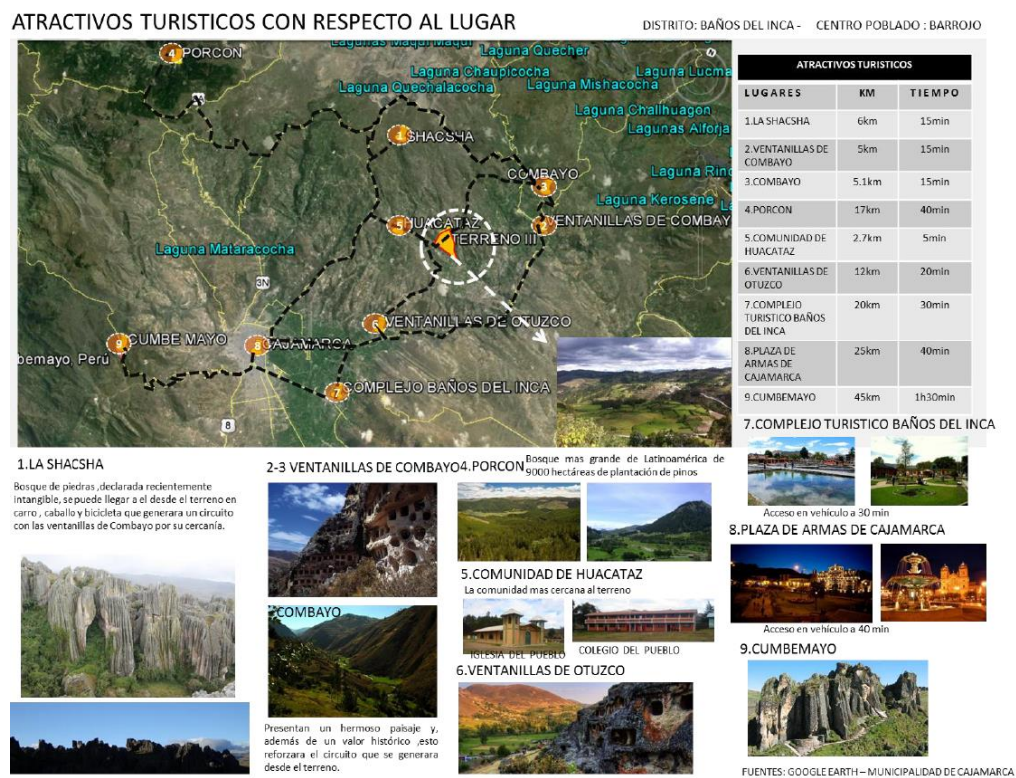 ATRACTIVOS TURISTICOS CON RESPECTO AL LUGAR
DISTRITO: BAÑOS DEL INCA - CENTRO POBLADO : BARROJO
4 PORCON
Laguna Quecher
Laguna Chaupicocha
Laguna Lucma
Laguna Quechalacocha
Laguna Mishacocha
Laguna Challhuagon
Lagunas Alforja
1 SHACSHA
COMBAYO
3
Laguna Rinc
Laguna Kerosene
5 HUACATAZ
2 VENTANILLAS DE COMBAY
TERRENO III
Laguna Mataracocha
3N
6 VENTANILLAS DE OTUZCO
9 CUMBE MAYO
8 CAJAMARCA
bemayo, Perú
7 COMPLEJO BAÑOS DEL INCA
8
ATRACTIVOS TURISTICOS
LUGARES KM TIEMPO
1.LA SHACSHA 6km 15min
2.VENTANILLAS DE COMBAYO 5km 15min
3.COMBAYO 5.1km 15min
4.PORCON 17km 40min
5.COMUNIDAD DE HUACATAZ 2.7km 5min
6.VENTANILLAS DE OTUZCO 12km 20min
7.COMPLEJO TURISTICO BAÑOS DEL INCA 20km 30min
8.PLAZA DE ARMAS DE CAJAMARCA 25km 40min
9.CUMBEMAYO 45km 1h30min
1.LA SHACSHA
Bosque de piedras ,declarada recientemente
intangible, se puede llegar a el desde el terreno en
carro , caballo y bicicleta que generara un circuito
con las ventanillas de Combayo por su cercanía.
2-3 VENTANILLAS DE COMBAYO
COMBAYO
Presentan un hermoso paisaje y,
además de un valor histórico ,esto
reforzara el circuito que se generara
desde el terreno.
4.PORCON
Bosque mas grande de Latinoamérica de
9000 hectáreas de plantación de pinos
5.COMUNIDAD DE HUACATAZ
La comunidad mas cercana al terreno
IGLESIA DEL PUEBLO
COLEGIO DEL PUEBLO
6.VENTANILLAS DE OTUZCO
7.COMPLEJO TURISTICO BAÑOS DEL INCA
Acceso en vehículo a 30 min
8.PLAZA DE ARMAS DE CAJAMARCA
Acceso en vehículo a 40 min
9.CUMBEMAYO
FUENTES: GOOGLE EARTH – MUNICIPALIDAD DE CAJAMARCA